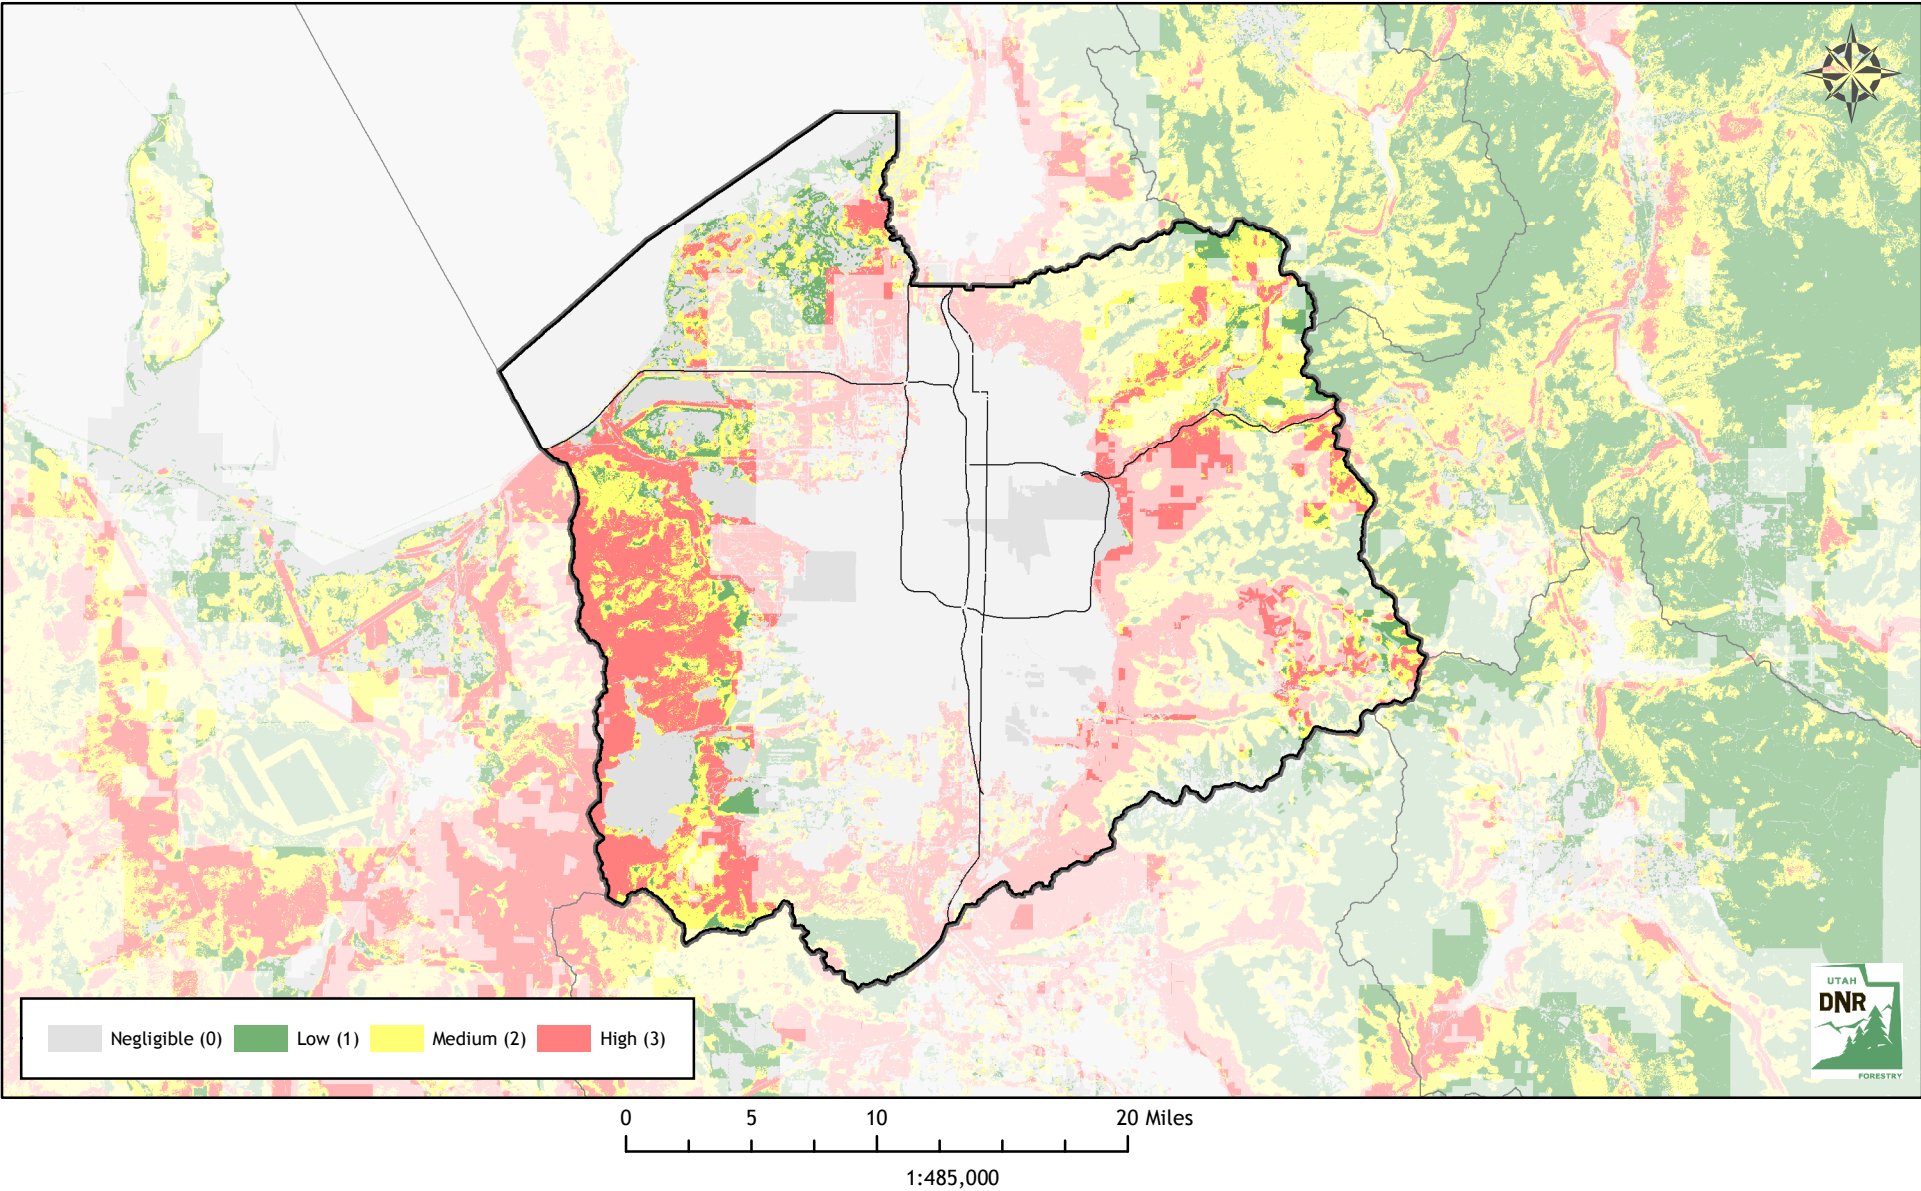 Negligible (0) Low (1) Medium (2) High (3)
UTAH
DNR
FORESTRY
0 5 10 20 Miles
1:485,000